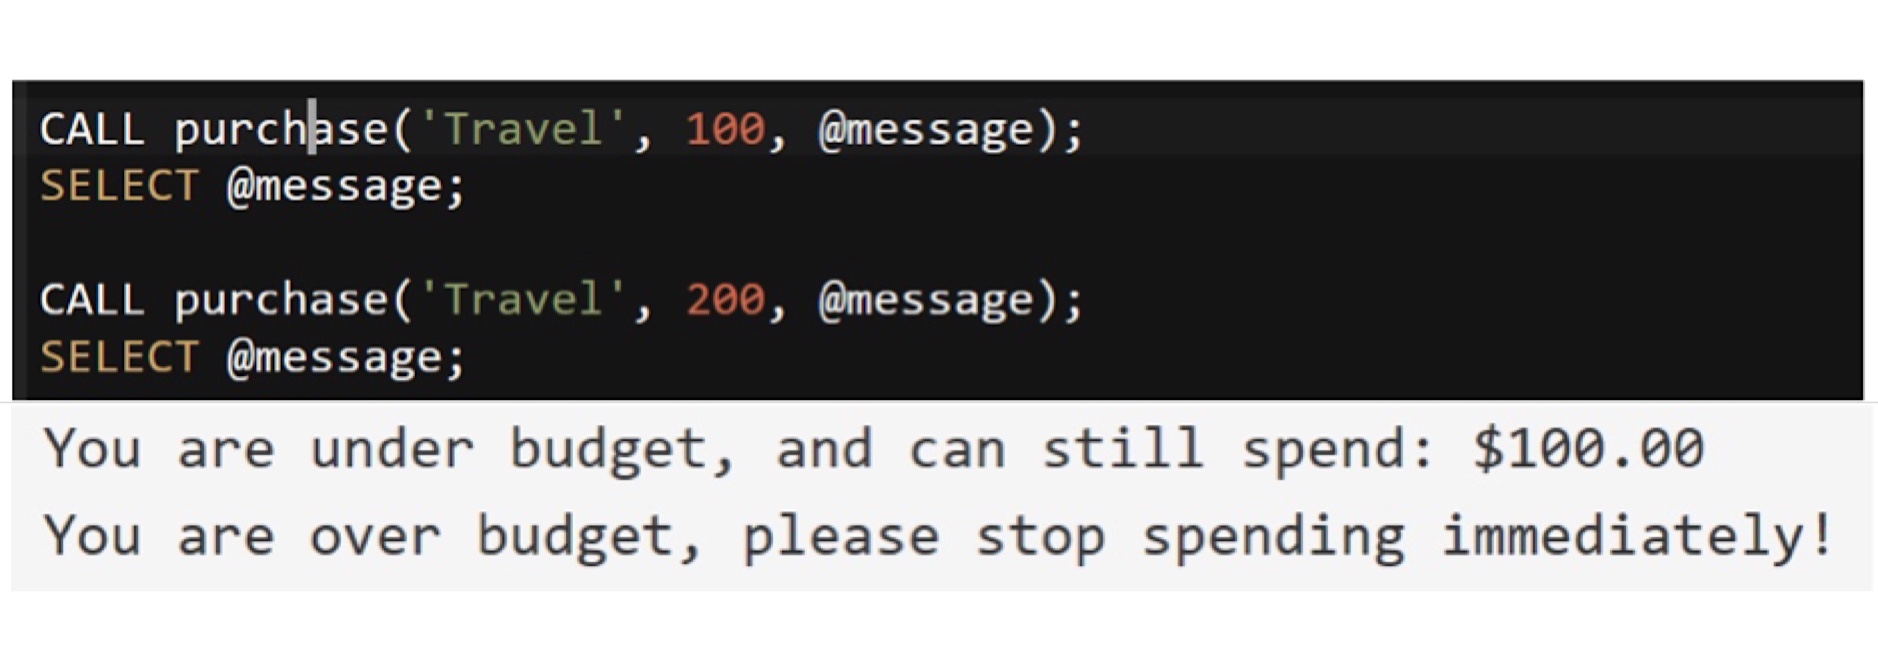 CALL purchase('Travel', 100, @message);
SELECT @message;
CALL purchase('Travel', 200, @message);
SELECT @message;
You are under budget, and can still spend: $100.00
You are over budget, please stop spending immediately!